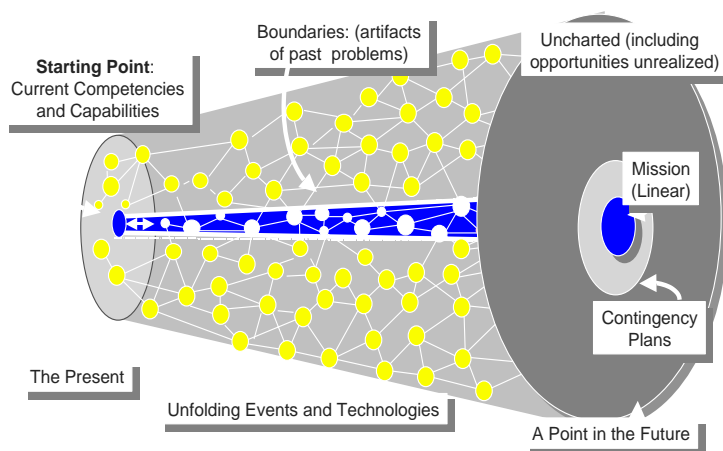 Boundaries: (artifacts
of past problems)
Uncharted (including
opportunities unrealized)
Starting Point:
Current Competencies
and Capabilities
Mission
(Linear)
Contingency
Plans
The Present
Unfolding Events and Technologies
A Point in the Future